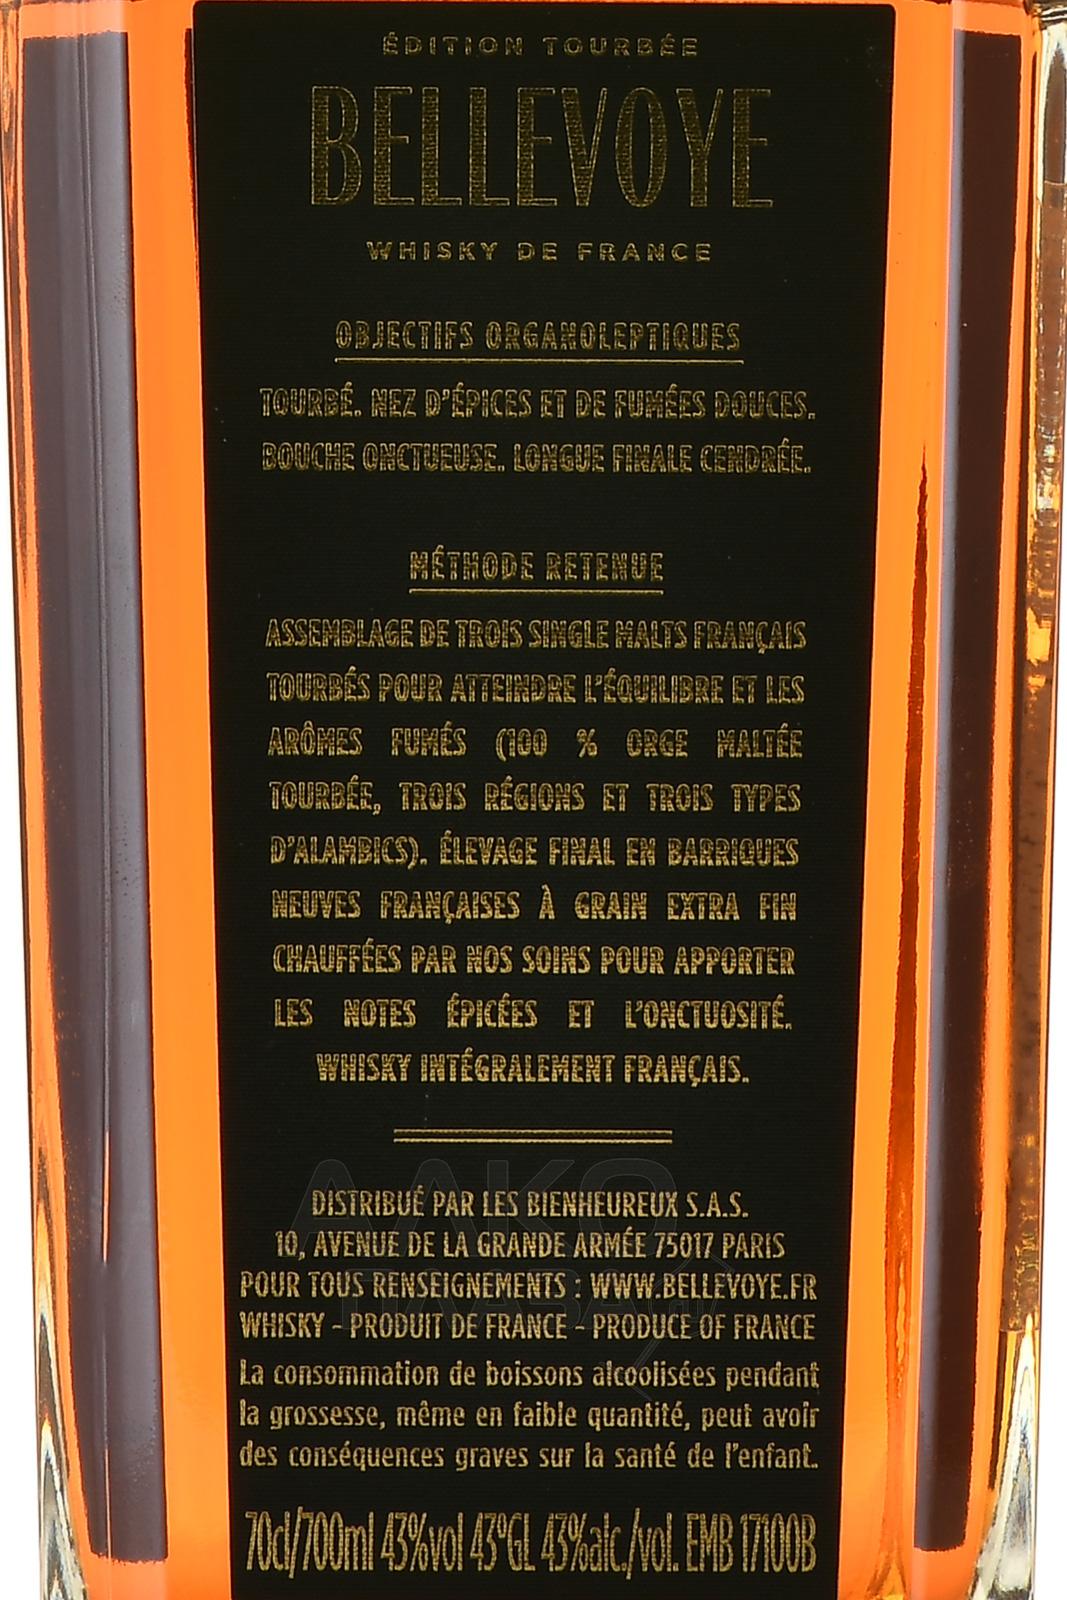 ÉDITION TOURBÉE
BELLEVOYE
WHISKY DE FRANCE
OBJECTIFS ORGANOLEPTIQUES
TOURBÉ. NEZ D'ÉPICES ET DE FUMÉES DOUCES.
BOUCHE ONCTUEUSE. LONGUE FINALE CENDRÉE.
MÉTHODE RETENUE
ASSEMBLAGE DE TROIS SINGLE MALTS FRANÇAIS
TOURBÉS POUR ATTEINDRE L'ÉQUILIBRE ET LES
ARÔMES FUMÉS (100 % ORGE MALTÉE
TOURBÉE, TROIS RÉGIONS ET TROIS TYPES
D'ALAMBICS). ÉLEVAGE FINAL EN BARRIQUES
NEUVES FRANÇAISES À GRAIN EXTRA FIN
CHAUFFÉES PAR NOS SOINS POUR APPORTER
LES NOTES ÉPICÉES ET L'ONCTUOSITÉ.
WHISKY INTÉGRALEMENT FRANÇAIS.
DISTRIBUÉ PAR LES BIENHEUREUX S.A.S.
10, AVENUE DE LA GRANDE ARMÉE 75017 PARIS
POUR TOUS RENSEIGNEMENTS : WWW.BELLEVOYE.FR
WHISKY - PRODUIT DE FRANCE - PRODUCE OF FRANCE
La consommation de boissons alcoolisées pendant
la grossesse, même en faible quantité, peut avoir
des conséquences graves sur la santé de l'enfant.
70cl/700ml 43%vol 43°GL 43%alc./vol. EMB 17100B